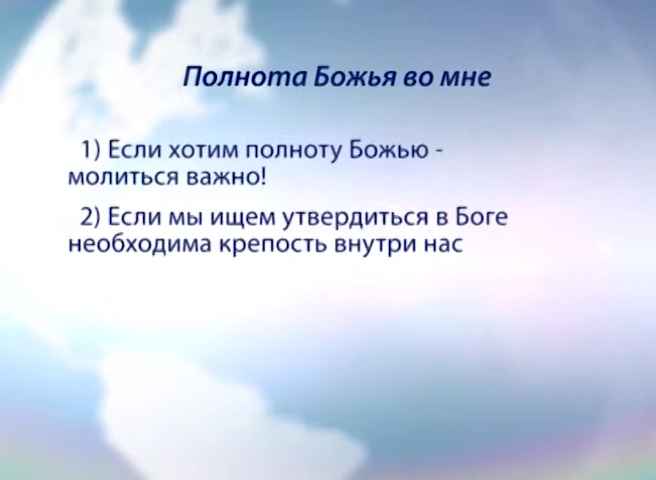 Полнота Божья во мне
1) Если хотим полноту Божью -
молиться важно!
2) Если мы ищем утвердиться в Боге
необходима крепость внутри нас